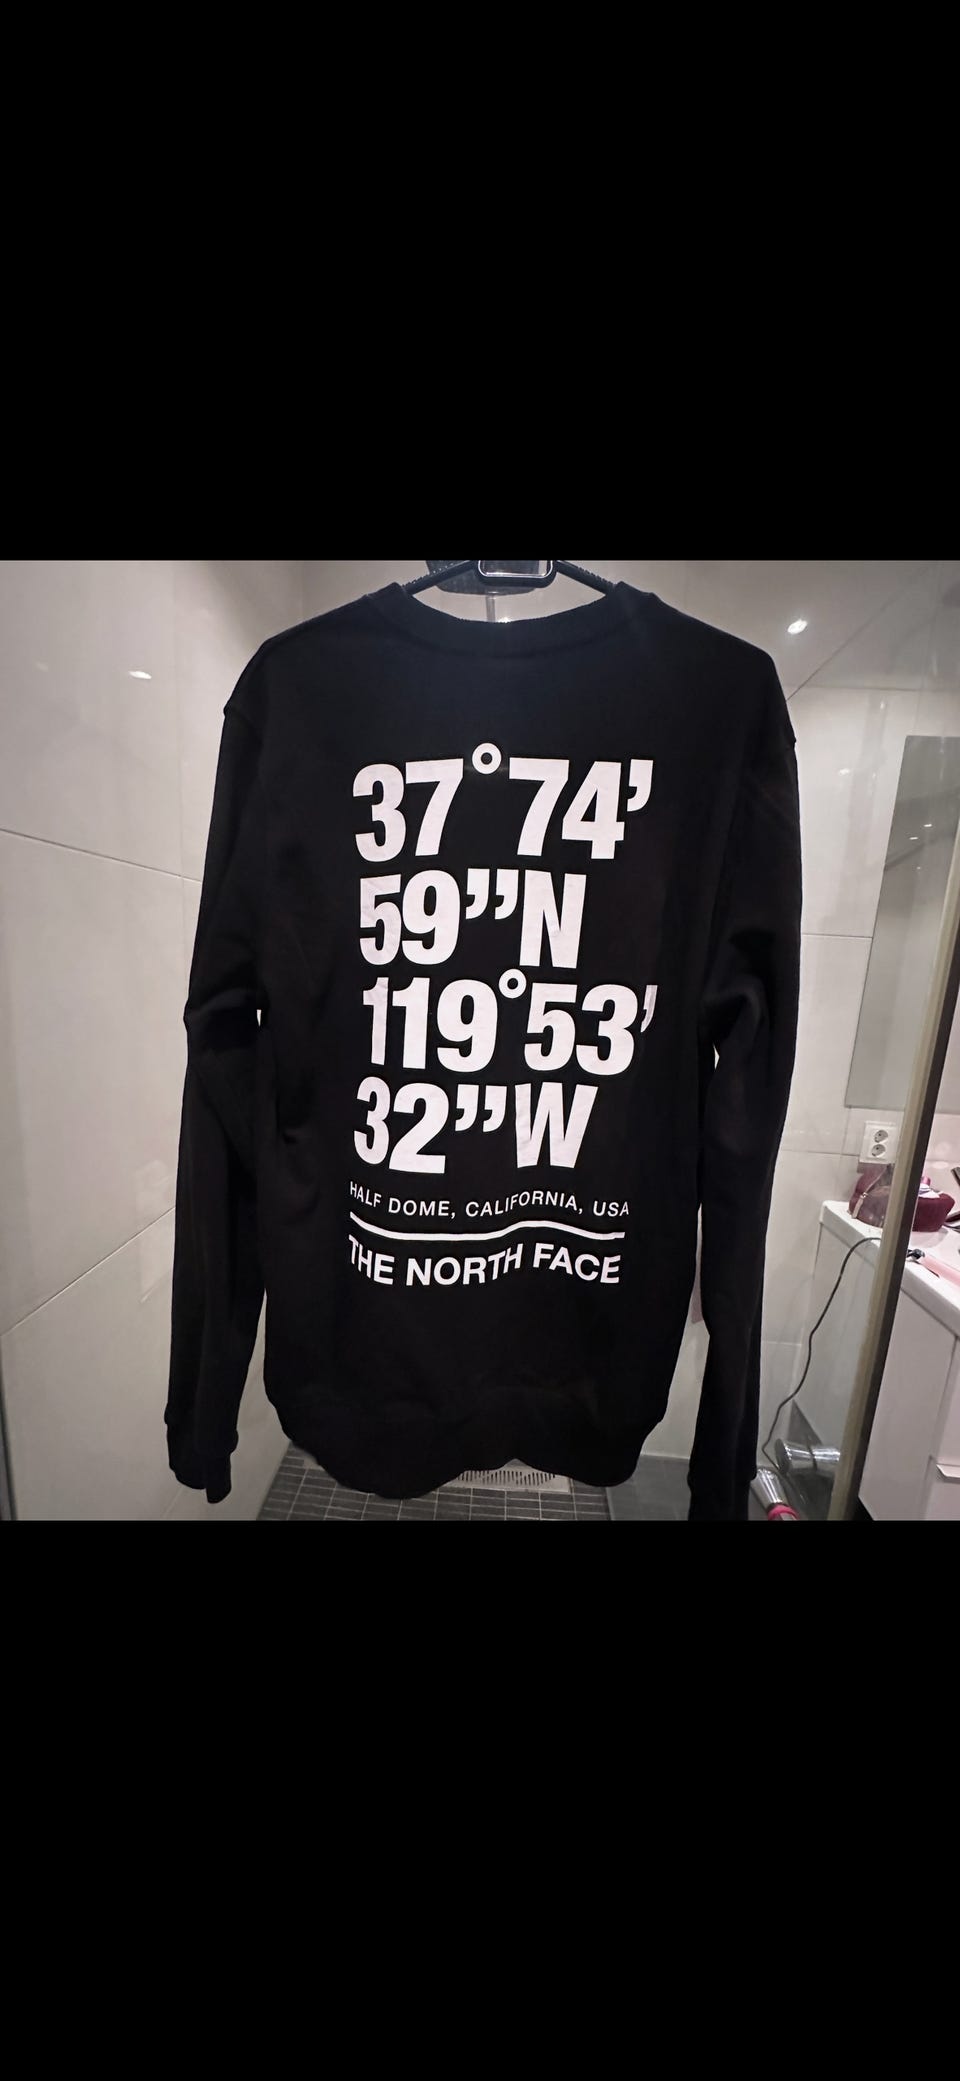 37°74’
59’’N
119°53’
32’’W
HALF DOME, CALIFORNIA, USA
THE NORTH FACE